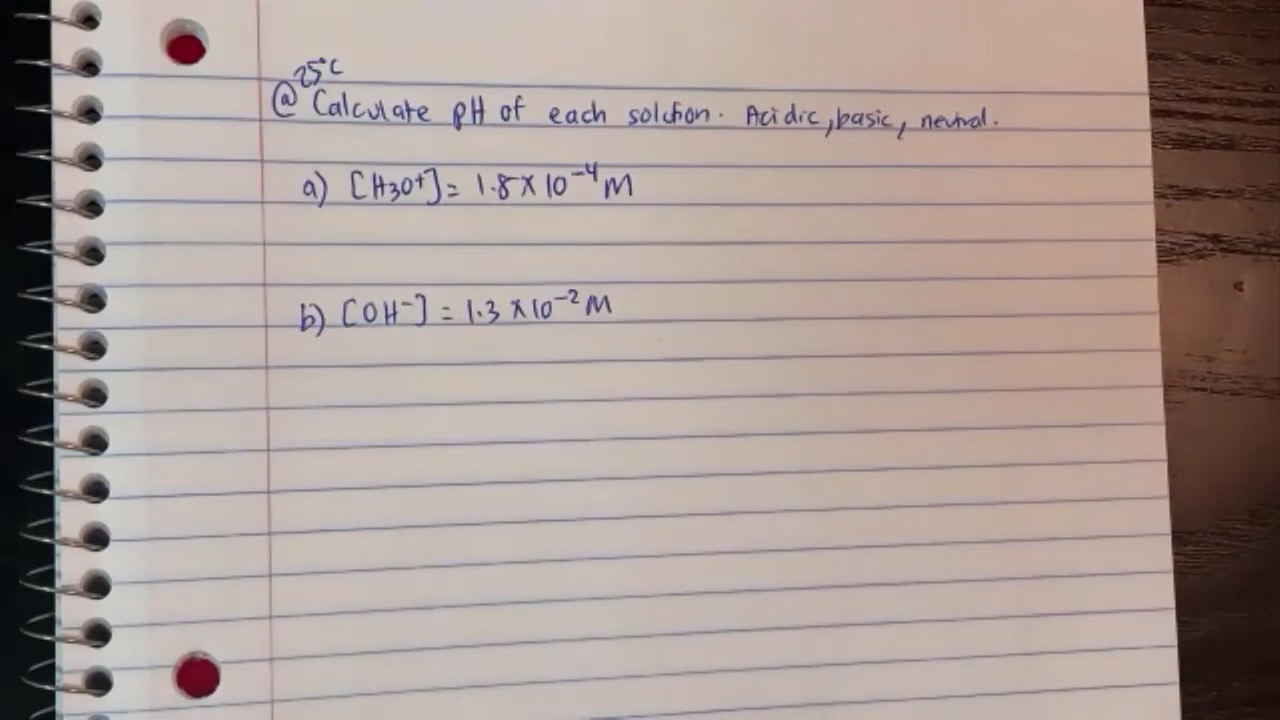 @ 25°C Calculate pH of each solution. Acidic, basic, neutral.
a) [H3O+] = 1.8 x 10⁻⁴ M
b) [OH⁻] = 1.3 x 10⁻² M